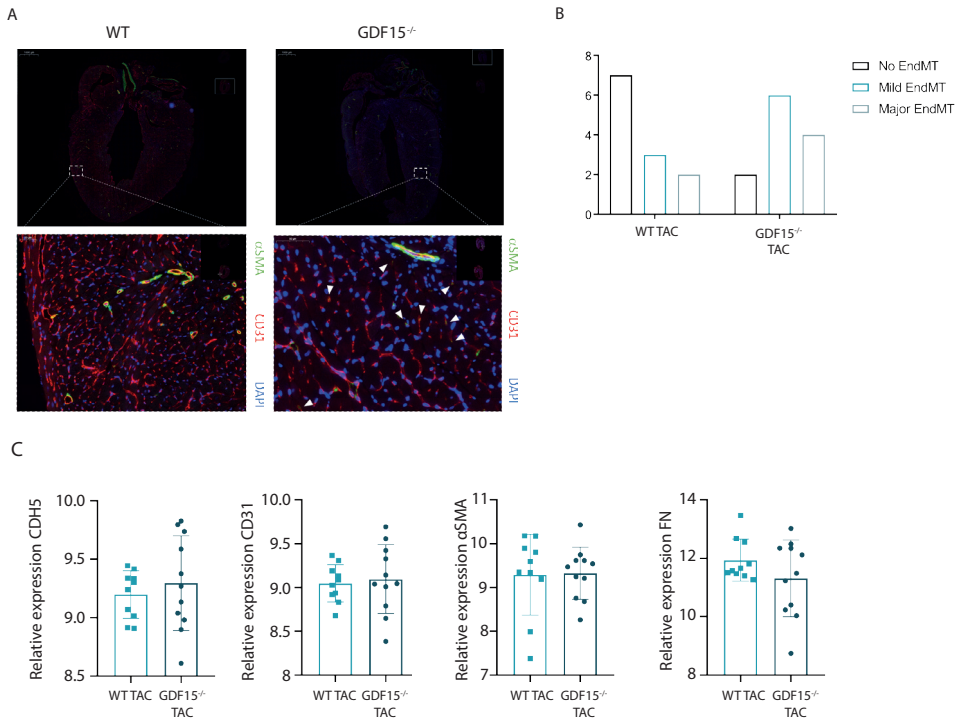 A
WT
GDF15-/-
αSMA
CD31
DAPI
αSMA
CD31
DAPI
B
8
6
4
2
0
WT TAC
GDF15-/-
TAC
No EndMT
Mild EndMT
Major EndMT
C
Relative expression CDH5
10.0
9.5
9.0
8.5
WT TAC
GDF15-/-
TAC
Relative expression CD31
10.0
9.5
9.0
8.5
8
WT TAC
GDF15-/-
TAC
Relative expression αSMA
11
10
9
8
7
WT TAC
GDF15-/-
TAC
Relative expression FN
14
12
10
8
0
WT TAC
GDF15-/-
TAC